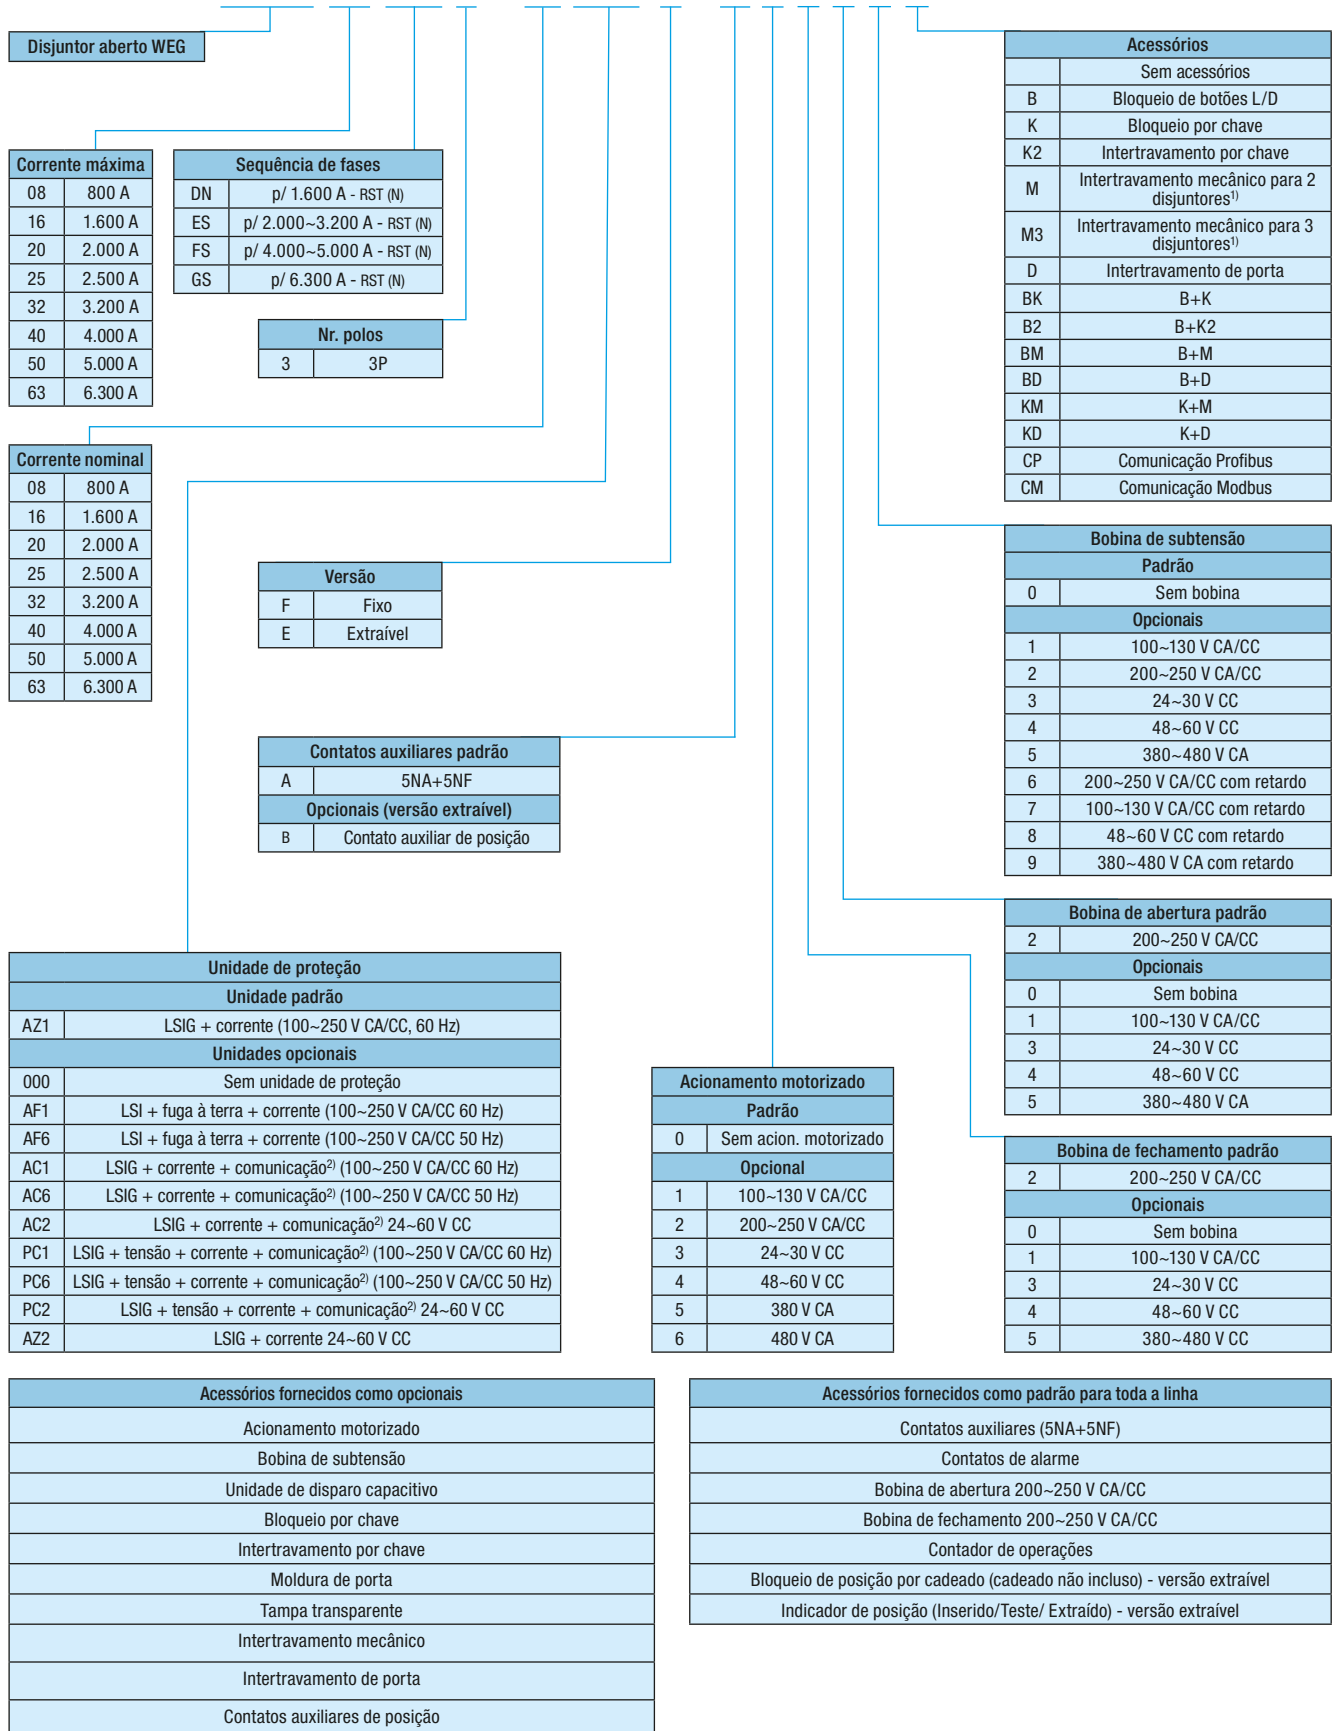 Disjuntor aberto WEG
Corrente máxima
08 800 A
16 1.600 A
20 2.000 A
25 2.500 A
32 3.200 A
40 4.000 A
50 5.000 A
63 6.300 A
Sequência de fases
DN p/ 1.600 A - RST (N)
ES p/ 2.000~3.200 A - RST (N)
FS p/ 4.000~5.000 A - RST (N)
GS p/ 6.300 A - RST (N)
Nr. polos
3 3P
Corrente nominal
08 800 A
16 1.600 A
20 2.000 A
25 2.500 A
32 3.200 A
40 4.000 A
50 5.000 A
63 6.300 A
Versão
F Fixo
E Extraível
Contatos auxiliares padrão
A 5NA+5NF
Opcionais (versão extraível)
B Contato auxiliar de posição
Acessórios
Sem acessórios
B Bloqueio de botões L/D
K Bloqueio por chave
K2 Intertravamento por chave
M Intertravamento mecânico para 2
disjuntores1)
M3 Intertravamento mecânico para 3
disjuntores1)
D Intertravamento de porta
BK B+K
B2 B+K2
BM B+M
BD B+D
KM K+M
KD K+D
CP Comunicação Profibus
CM Comunicação Modbus
Bobina de subtensão
Padrão
0 Sem bobina
Opcionais
1 100~130 V CA/CC
2 200~250 V CA/CC
3 24~30 V CC
4 48~60 V CC
5 380~480 V CA
6 200~250 V CA/CC com retardo
7 100~130 V CA/CC com retardo
8 48~60 V CC com retardo
9 380~480 V CA com retardo
Bobina de abertura padrão
2 200~250 V CA/CC
Opcionais
0 Sem bobina
1 100~130 V CA/CC
3 24~30 V CC
4 48~60 V CC
5 380~480 V CA
Unidade de proteção
Unidade padrão
AZ1 LSIG + corrente (100~250 V CA/CC, 60 Hz)
Unidades opcionais
000 Sem unidade de proteção
AF1 LSI + fuga à terra + corrente (100~250 V CA/CC 60 Hz)
AF6 LSI + fuga à terra + corrente (100~250 V CA/CC 50 Hz)
AC1 LSIG + corrente + comunicação2) (100~250 V CA/CC 60 Hz)
AC6 LSIG + corrente + comunicação2) (100~250 V CA/CC 50 Hz)
AC2 LSIG + corrente + comunicação2) 24~60 V CC
PC1 LSIG + tensão + corrente + comunicação2) (100~250 V CA/CC 60 Hz)
PC6 LSIG + tensão + corrente + comunicação2) (100~250 V CA/CC 50 Hz)
PC2 LSIG + tensão + corrente + comunicação2) 24~60 V CC
AZ2 LSIG + corrente 24~60 V CC
Acionamento motorizado
Padrão
0 Sem acion. motorizado
Opcional
1 100~130 V CA/CC
2 200~250 V CA/CC
3 24~30 V CC
4 48~60 V CC
5 380 V CA
6 480 V CA
Bobina de fechamento padrão
2 200~250 V CA/CC
Opcionais
0 Sem bobina
1 100~130 V CA/CC
3 24~30 V CC
4 48~60 V CC
5 380~480 V CC
Acessórios fornecidos como opcionais
Acionamento motorizado
Bobina de subtensão
Unidade de disparo capacitivo
Bloqueio por chave
Intertravamento por chave
Moldura de porta
Tampa transparente
Intertravamento mecânico
Intertravamento de porta
Contatos auxiliares de posição
Acessórios fornecidos como padrão para toda a linha
Contatos auxiliares (5NA+5NF)
Contatos de alarme
Bobina de abertura 200~250 V CA/CC
Bobina de fechamento 200~250 V CA/CC
Contador de operações
Bloqueio de posição por cadeado (cadeado não incluso) - versão extraível
Indicador de posição (Inserido/Teste/ Extraído) - versão extraível